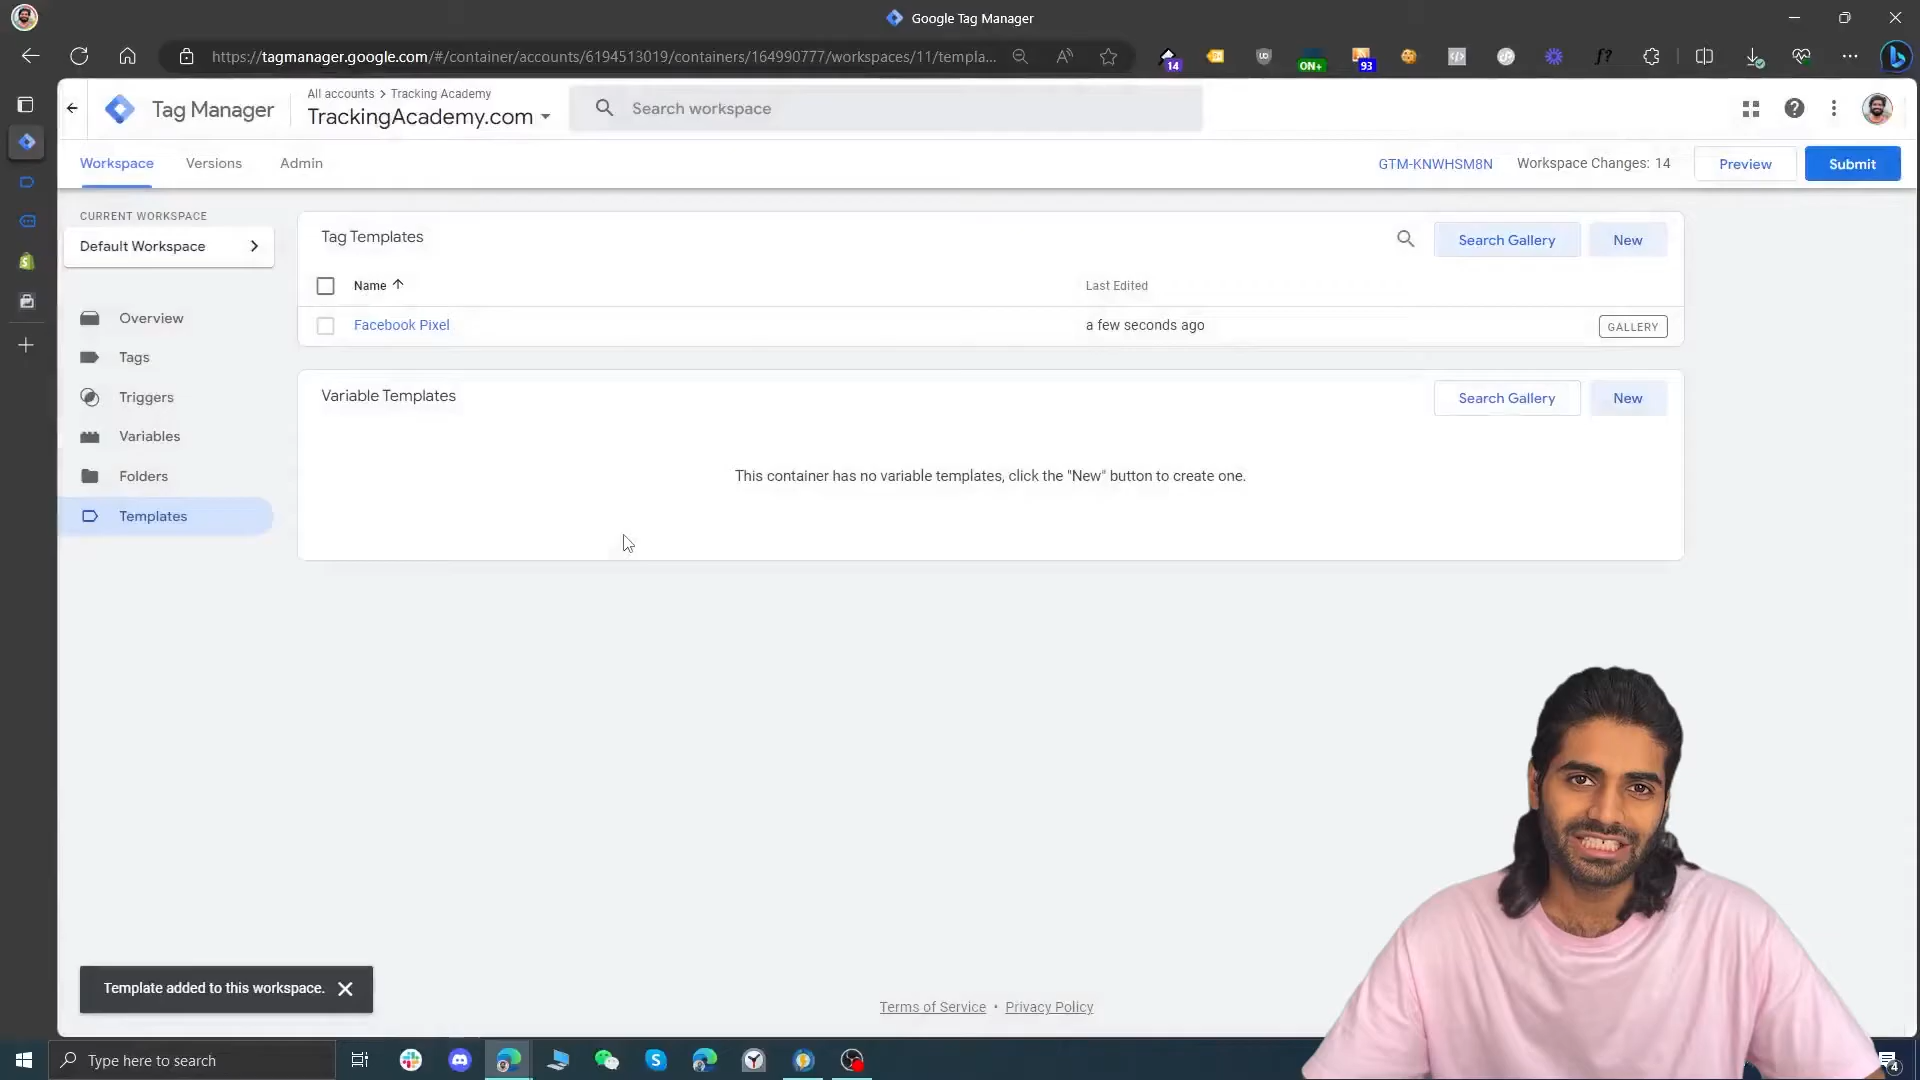 Google Tag Manager
https://tagmanager.google.com/#/container/accounts/6194513019/containers/164990777/workspaces/11/templa...
14
ON+
93
Tag Manager
All accounts > Tracking Academy
TrackingAcademy.com
Search workspace
Workspace
Versions
Admin
GTM-KNWHSM8N
Workspace Changes: 14
Preview
Submit
CURRENT WORKSPACE
Default Workspace
Overview
Tags
Triggers
Variables
Folders
Templates
Tag Templates
Search Gallery
New
Name
Last Edited
Facebook Pixel
a few seconds ago
GALLERY
Variable Templates
Search Gallery
New
This container has no variable templates, click the "New" button to create one.
Template added to this workspace.
Terms of Service • Privacy Policy
Type here to search
4